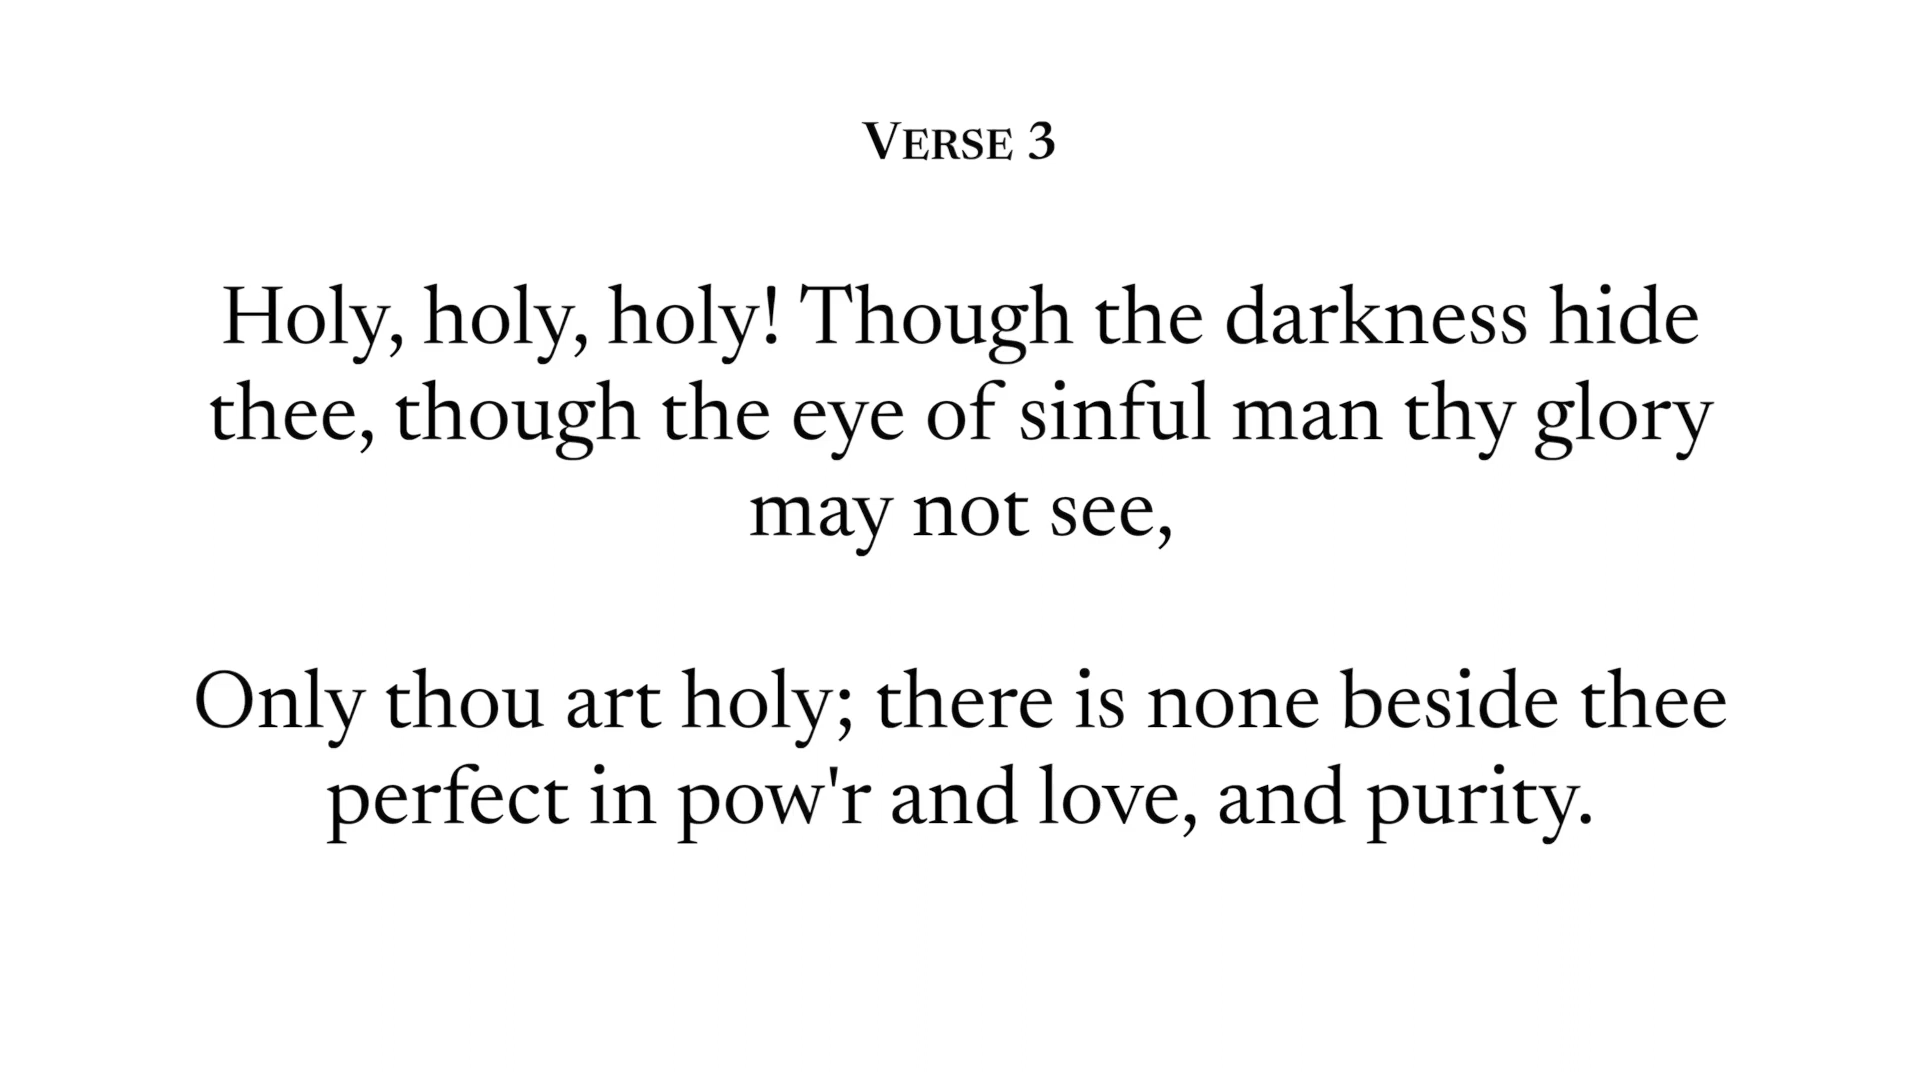 VERSE 3
Holy, holy, holy! Though the darkness hide
thee, though the eye of sinful man thy glory
may not see,
Only thou art holy; there is none beside thee
perfect in pow'r and love, and purity.